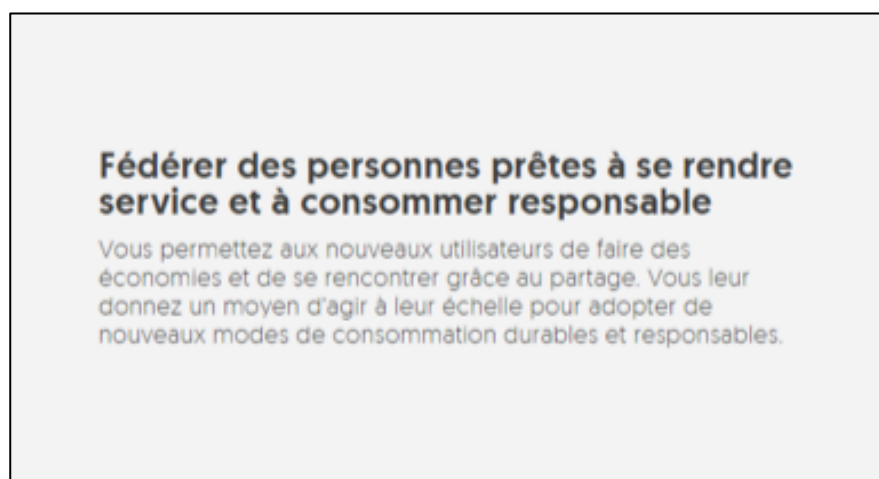 Fédérer des personnes prêtes à se rendre
service et à consommer responsable
Vous permettez aux nouveaux utilisateurs de faire des
économies et de se rencontrer grâce au partage. Vous leur
donnez un moyen d'agir à leur échelle pour adopter de
nouveaux modes de consommation durables et responsables.